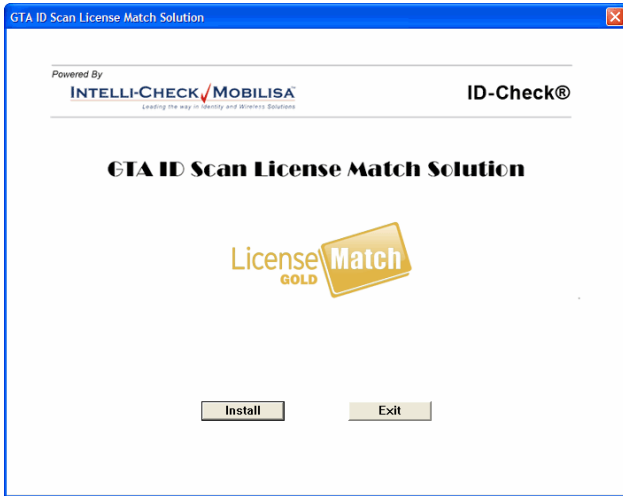 GTA ID Scan License Match Solution
Powered By
INTELLI-CHECK MOBILISA
ID-Check®
Leading the way in Identity and Wireless Solutions
GTA ID Scan License Match Solution
License Match
GOLD
Install Exit